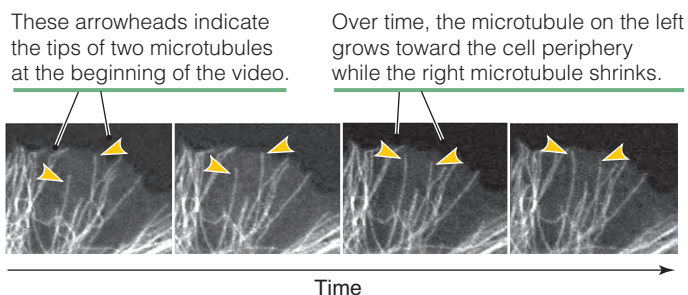 These arrowheads indicate
the tips of two microtubules
at the beginning of the video.
Over time, the microtubule on the left
grows toward the cell periphery
while the right microtubule shrinks.
Time